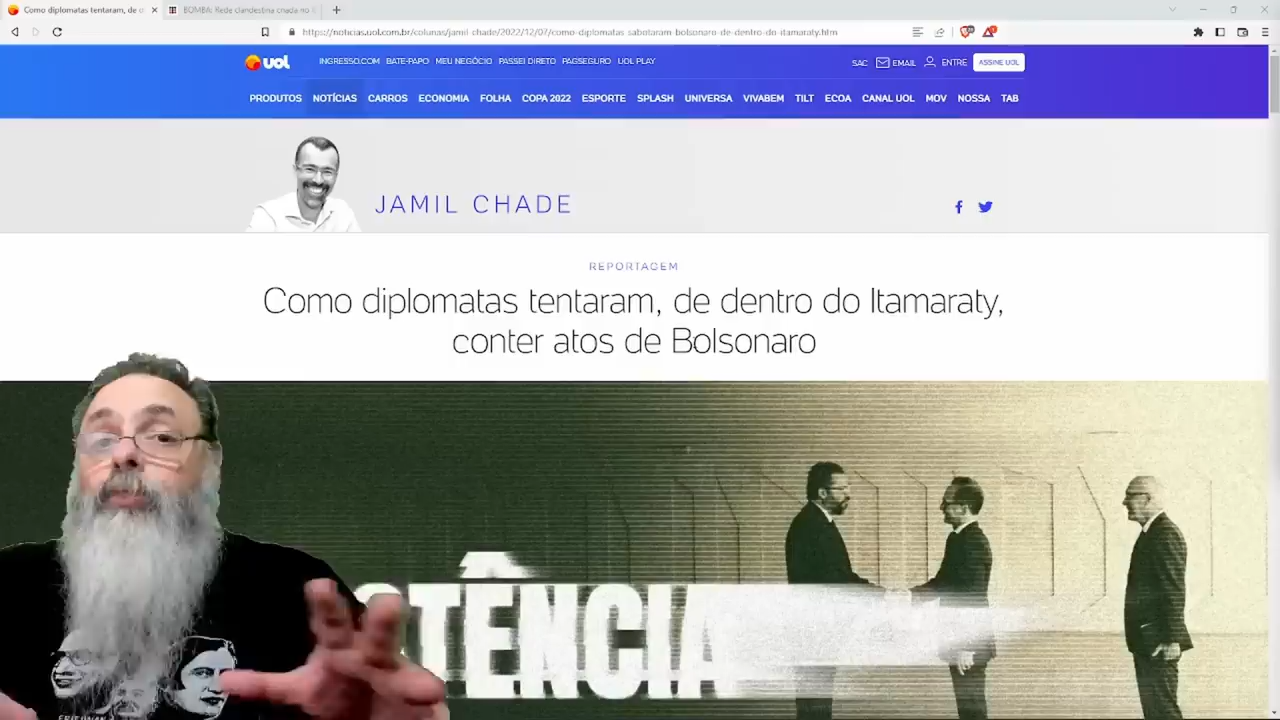 Como diplomatas tentaram, de d
BOMBA: Rede clandestina criada no I
https://noticias.uol.com.br/colunas/jamil-chade/2022/12/07/como-diplomatas-sabotaram-bolsonaro-de-dentro-do-itamaraty.htm
UOL
INGRESSO.COM BATE-PAPO MEU NEGÓCIO PASSEI DIRETO PAGSEGURO UOL PLAY
SAC EMAIL ENTRE ASSINE UOL
PRODUTOS NOTÍCIAS CARROS ECONOMIA FOLHA COPA 2022 ESPORTE SPLASH UNIVERSA VIVABEM TILT ECOA CANAL UOL MOV NOSSA TAB
JAMIL CHADE
REPORTAGEM
Como diplomatas tentaram, de dentro do Itamaraty,
conter atos de Bolsonaro
STÊNCIA